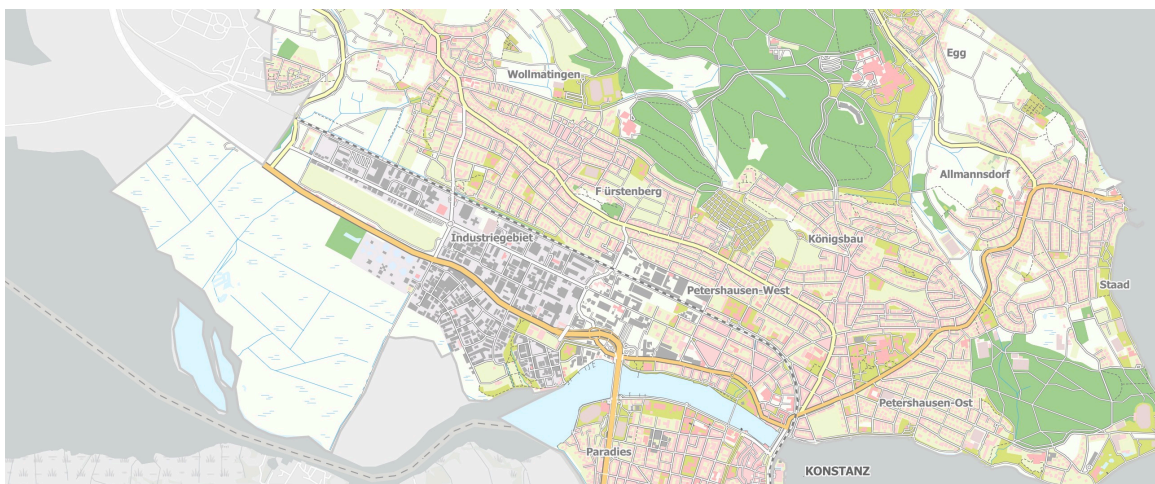 Egg
Wollmatingen
Allmannsdorf
F ürstenberg
Industriegebiet
Königsbau
Staad
Petershausen-West
Petershausen-Ost
Paradies
KONSTANZ